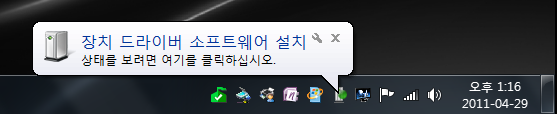 장치 드라이버 소프트웨어 설치
상태를 보려면 여기를 클릭하십시오.
오후 1:16
2011-04-29